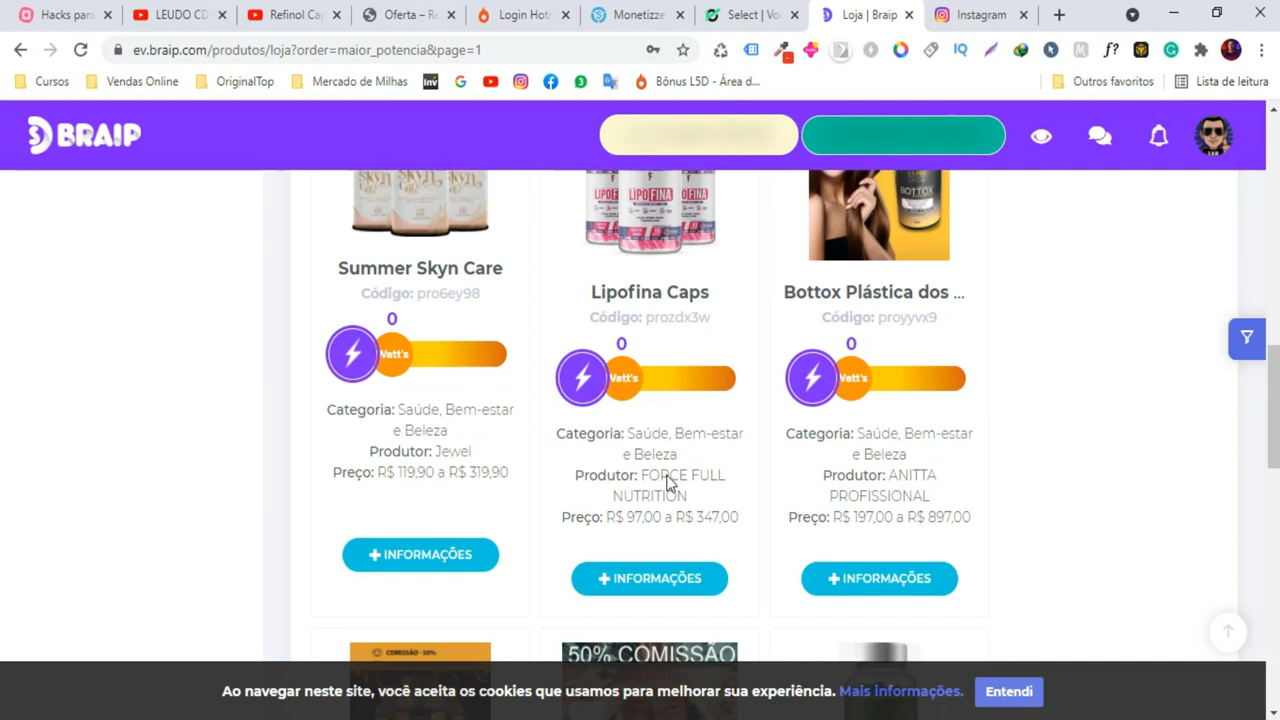 Hacks para
LEUDO CD
Refinol Ca
Oferta – Re
Login Hotm
Monetizze
Select | Vo
Loja | Braip
Instagram
ev.braip.com/produtos/loja?order=maior_potencia&page=1
Cursos
Vendas Online
OriginalTop
Mercado de Milhas
Inv
Bônus L5D - Área d...
Outros favoritos
Lista de leitura
BRAIP
SKYN
LIPOFINA
BOTTOX
Summer Skyn Care
Código: pro6ey98
0
Watt's
Categoria: Saúde, Bem-estar
e Beleza
Produtor: Jewel
Preço: R$ 119,90 a R$ 319,90
+ INFORMAÇÕES
Lipofina Caps
Código: prozdx3w
0
Watt's
Categoria: Saúde, Bem-estar
e Beleza
Produtor: FORCE FULL
NUTRITION
Preço: R$ 97,00 a R$ 347,00
+ INFORMAÇÕES
Bottox Plástica dos ...
Código: proyyvx9
0
Watt's
Categoria: Saúde, Bem-estar
e Beleza
Produtor: ANITTA
PROFISSIONAL
Preço: R$ 197,00 a R$ 897,00
+ INFORMAÇÕES
COMISSÃO - 50%
50% COMISSÃO
Ao navegar neste site, você aceita os cookies que usamos para melhorar sua experiência. Mais informações.
Entendi